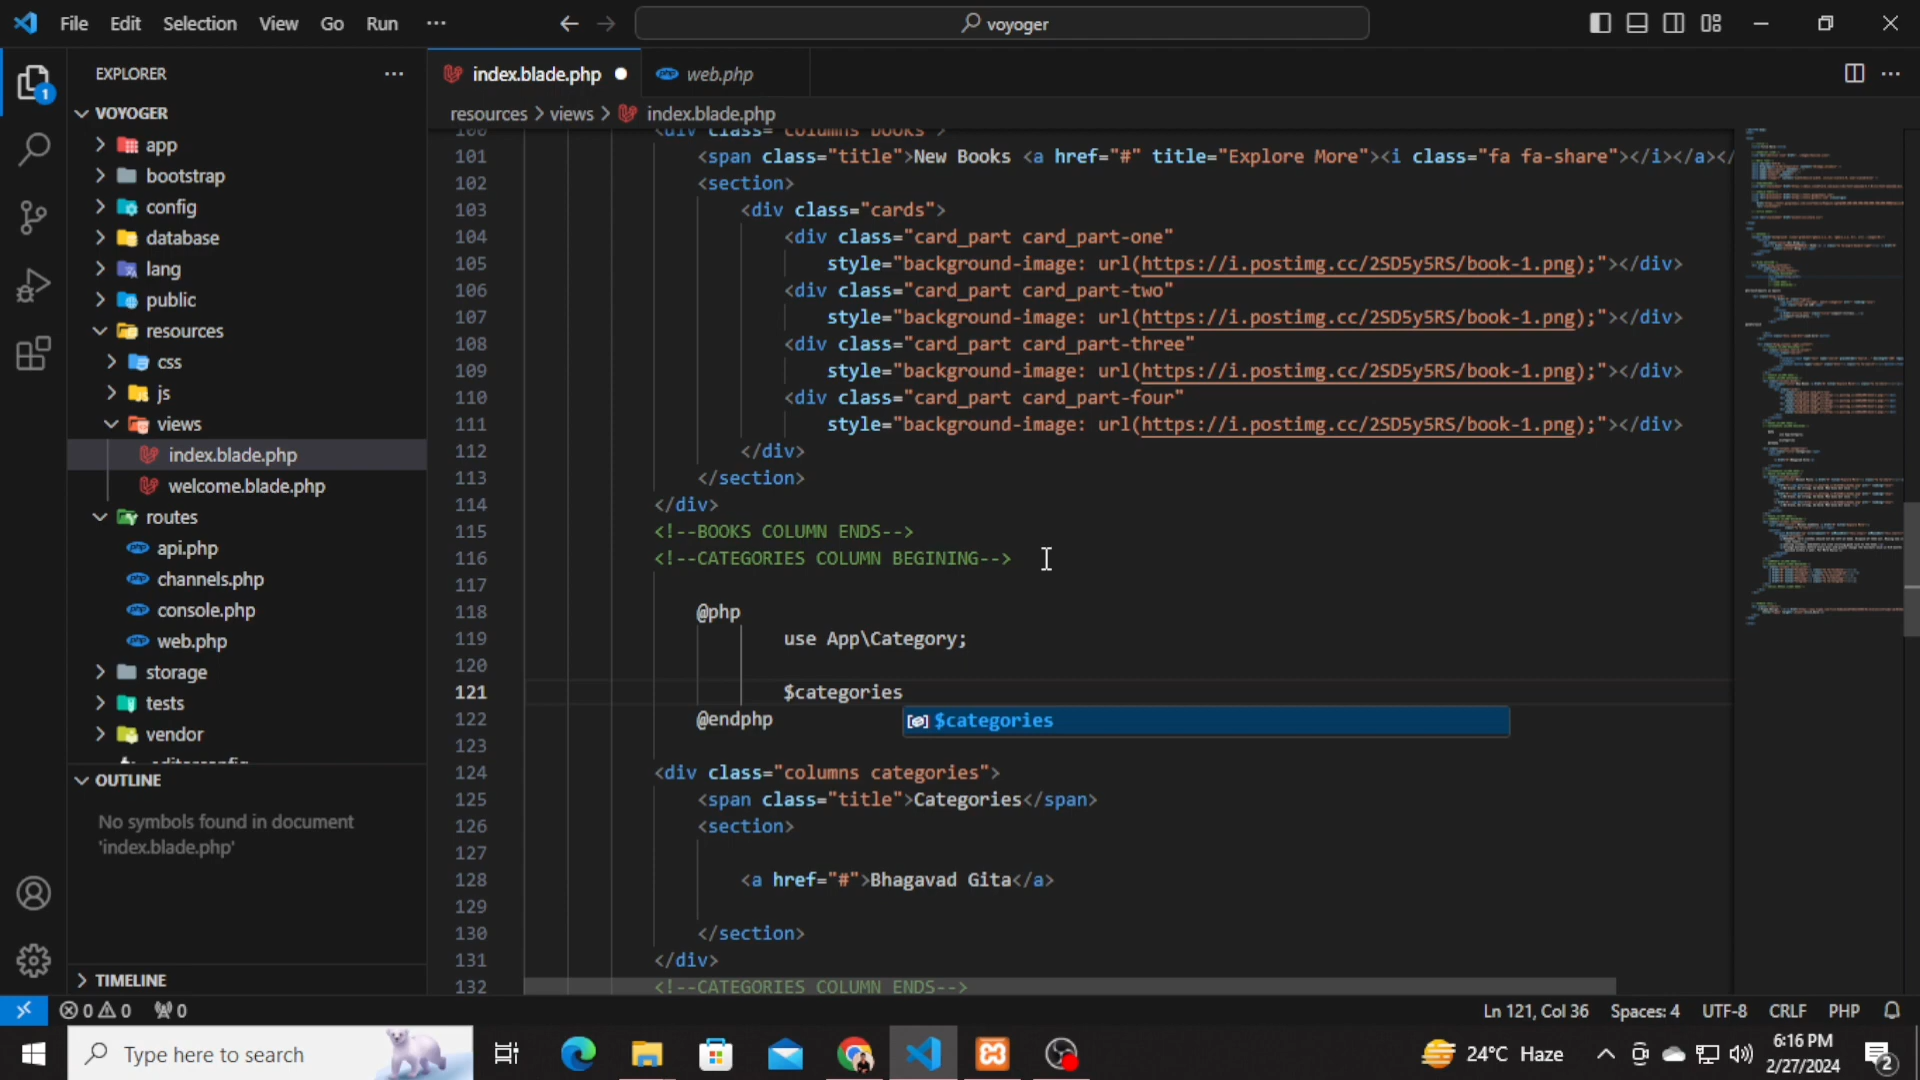 File Edit Selection View Go Run ···
voyoger
EXPLORER
VOYOGER
app
bootstrap
config
database
lang
public
resources
css
js
views
index.blade.php
welcome.blade.php
routes
api.php
channels.php
console.php
web.php
storage
tests
vendor
.editorconfig
OUTLINE
No symbols found in document
'index.blade.php'
TIMELINE
index.blade.php web.php
resources > views > index.blade.php
100 <div class="columns books">
101 <span class="title">New Books <a href="#" title="Explore More"><i class="fa fa-share"></i></a></
102 <section>
103 <div class="cards">
104 <div class="card_part card_part-one"
105 style="background-image: url(https://i.postimg.cc/2SD5y5RS/book-1.png);"></div>
106 <div class="card_part card_part-two"
107 style="background-image: url(https://i.postimg.cc/2SD5y5RS/book-1.png);"></div>
108 <div class="card_part card_part-three"
109 style="background-image: url(https://i.postimg.cc/2SD5y5RS/book-1.png);"></div>
110 <div class="card_part card_part-four"
111 style="background-image: url(https://i.postimg.cc/2SD5y5RS/book-1.png);"></div>
112 </div>
113 </section>
114 </div>
115 <!--BOOKS COLUMN ENDS-->
116 <!--CATEGORIES COLUMN BEGINING-->
117
118 @php
119 use App\Category;
120
121 $categories
122 @endphp
$categories
123
124 <div class="columns categories">
125 <span class="title">Categories</span>
126 <section>
127
128 <a href="#">Bhagavad Gita</a>
129
130 </section>
131 </div>
132 <!--CATEGORIES COLUMN ENDS-->
0 0 0
Ln 121, Col 36 Spaces: 4 UTF-8 CRLF PHP
Type here to search
24°C Haze
6:16 PM
2/27/2024
2
1